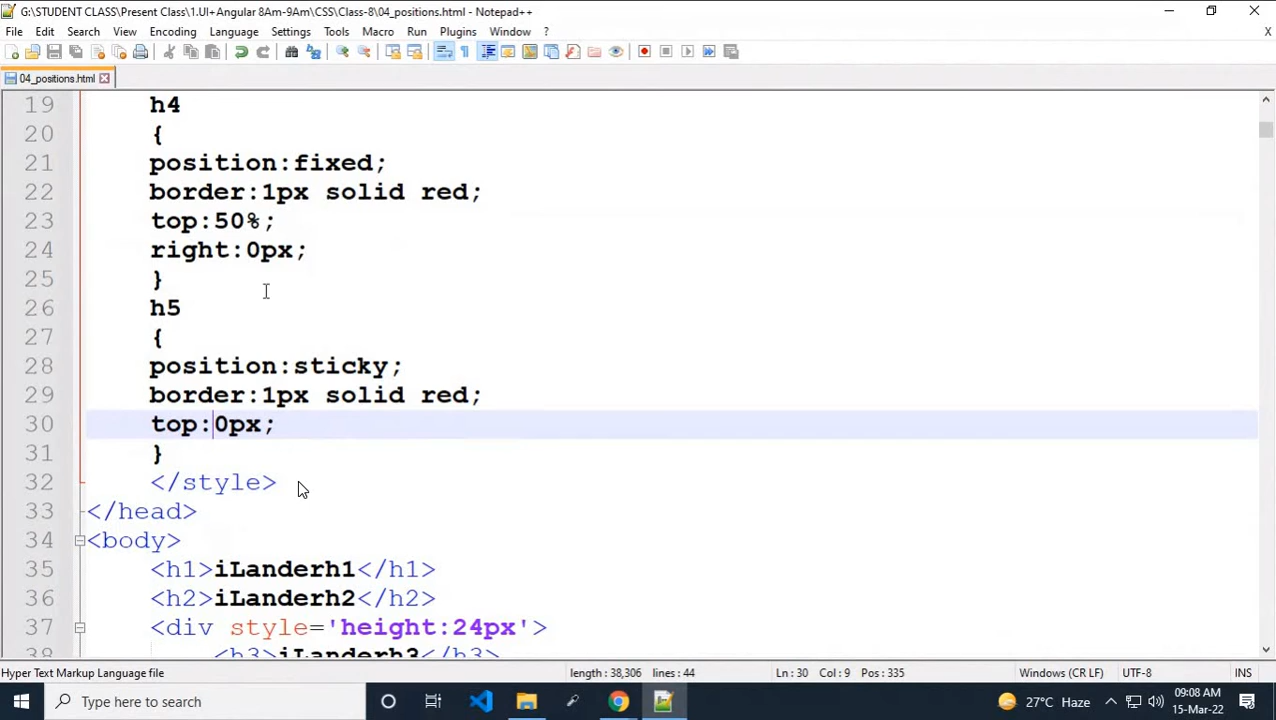 G:\STUDENT CLASS\Present Class\1.UI+Angular 8Am-9Am\CSS\Class-8\04_positions.html - Notepad++
File Edit Search View Encoding Language Settings Tools Macro Run Plugins Window ? X
04_positions.html
19 h4
20 {
21 position:fixed;
22 border:1px solid red;
23 top:50%;
24 right:0px;
25 }
26 h5
27 {
28 position:sticky;
29 border:1px solid red;
30 top:0px;
31 }
32 </style>
33 </head>
34 <body>
35 <h1>iLanderh1</h1>
36 <h2>iLanderh2</h2>
37 <div style='height:24px'>
38 <h3>iLanderh3</h3>
Hyper Text Markup Language file length : 38,306 lines : 44 Ln : 30 Col : 9 Pos : 335 Windows (CR LF) UTF-8 INS
Type here to search 27°C Haze 09:08 AM
15-Mar-22